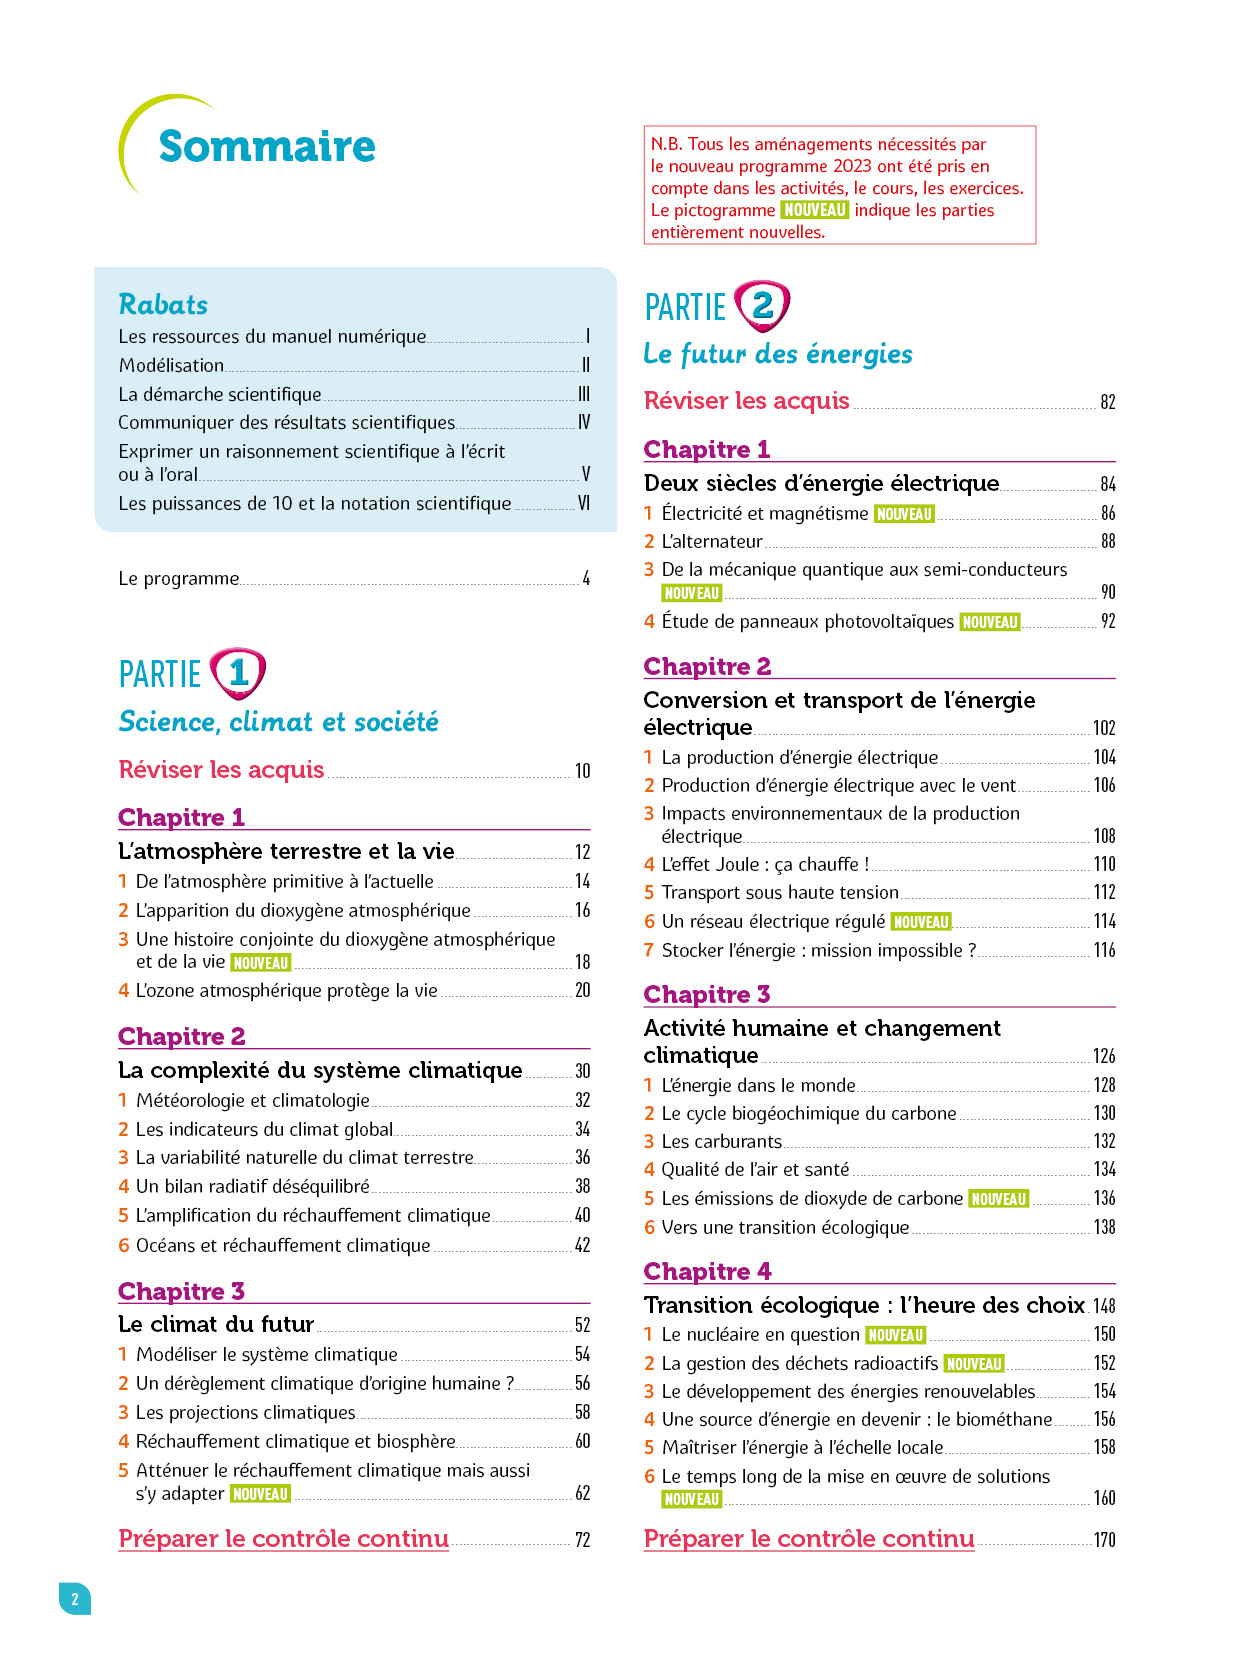 Sommaire
N.B. Tous les aménagements nécessités par
le nouveau programme 2023 ont été pris en
compte dans les activités, le cours, les exercices.
Le pictogramme NOUVEAU indique les parties
entièrement nouvelles.
Rabats
Les ressources du manuel numérique I
Modélisation II
La démarche scientifique III
Communiquer des résultats scientifiques IV
Exprimer un raisonnement scientifique à l'écrit
ou à l'oral V
Les puissances de 10 et la notation scientifique VI
Le programme 4
PARTIE 1
Science, climat et société
Réviser les acquis 10
Chapitre 1
L'atmosphère terrestre et la vie 12
1 De l'atmosphère primitive à l'actuelle 14
2 L'apparition du dioxygène atmosphérique 16
3 Une histoire conjointe du dioxygène atmosphérique
et de la vie NOUVEAU 18
4 L'ozone atmosphérique protège la vie 20
Chapitre 2
La complexité du système climatique 30
1 Météorologie et climatologie 32
2 Les indicateurs du climat global 34
3 La variabilité naturelle du climat terrestre 36
4 Un bilan radiatif déséquilibré 38
5 L'amplification du réchauffement climatique 40
6 Océans et réchauffement climatique 42
Chapitre 3
Le climat du futur 52
1 Modéliser le système climatique 54
2 Un dérèglement climatique d'origine humaine ? 56
3 Les projections climatiques 58
4 Réchauffement climatique et biosphère 60
5 Atténuer le réchauffement climatique mais aussi
s'y adapter NOUVEAU 62
Préparer le contrôle continu 72
PARTIE 2
Le futur des énergies
Réviser les acquis 82
Chapitre 1
Deux siècles d'énergie électrique 84
1 Électricité et magnétisme NOUVEAU 86
2 L'alternateur 88
3 De la mécanique quantique aux semi-conducteurs
NOUVEAU 90
4 Étude de panneaux photovoltaïques NOUVEAU 92
Chapitre 2
Conversion et transport de l'énergie
électrique 102
1 La production d'énergie électrique 104
2 Production d'énergie électrique avec le vent 106
3 Impacts environnementaux de la production
électrique 108
4 L'effet Joule : ça chauffe ! 110
5 Transport sous haute tension 112
6 Un réseau électrique régulé NOUVEAU 114
7 Stocker l'énergie : mission impossible ? 116
Chapitre 3
Activité humaine et changement
climatique 126
1 L'énergie dans le monde 128
2 Le cycle biogéochimique du carbone 130
3 Les carburants 132
4 Qualité de l'air et santé 134
5 Les émissions de dioxyde de carbone NOUVEAU 136
6 Vers une transition écologique 138
Chapitre 4
Transition écologique : l'heure des choix 148
1 Le nucléaire en question NOUVEAU 150
2 La gestion des déchets radioactifs NOUVEAU 152
3 Le développement des énergies renouvelables 154
4 Une source d'énergie en devenir : le biométhane 156
5 Maîtriser l'énergie à l'échelle locale 158
6 Le temps long de la mise en œuvre de solutions
NOUVEAU 160
Préparer le contrôle continu 170
2